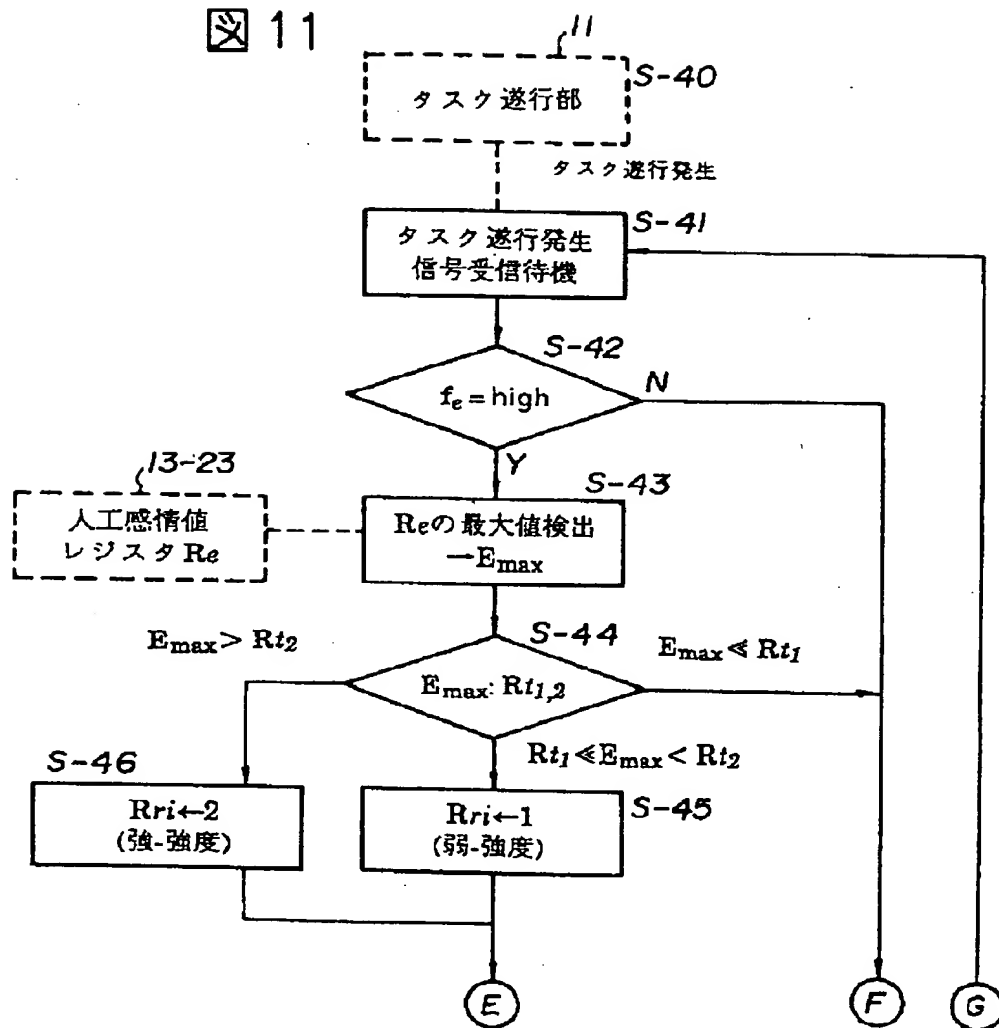 図 11
11
タスク遂行部
S-40
タスク遂行発生
S-41
タスク遂行発生
信号受信待機
S-42
fe=high
N
Y
13-23
S-43
人工感情値
レジスタRe
Reの最大値検出
→Emax
S-44
Emax> Rt2
Emax≪ Rt1
Emax: Rt1,2
Rt1≪Emax< Rt2
S-46
S-45
Rri←2
(強-強度)
Rri←1
(弱-強度)
E
F
G